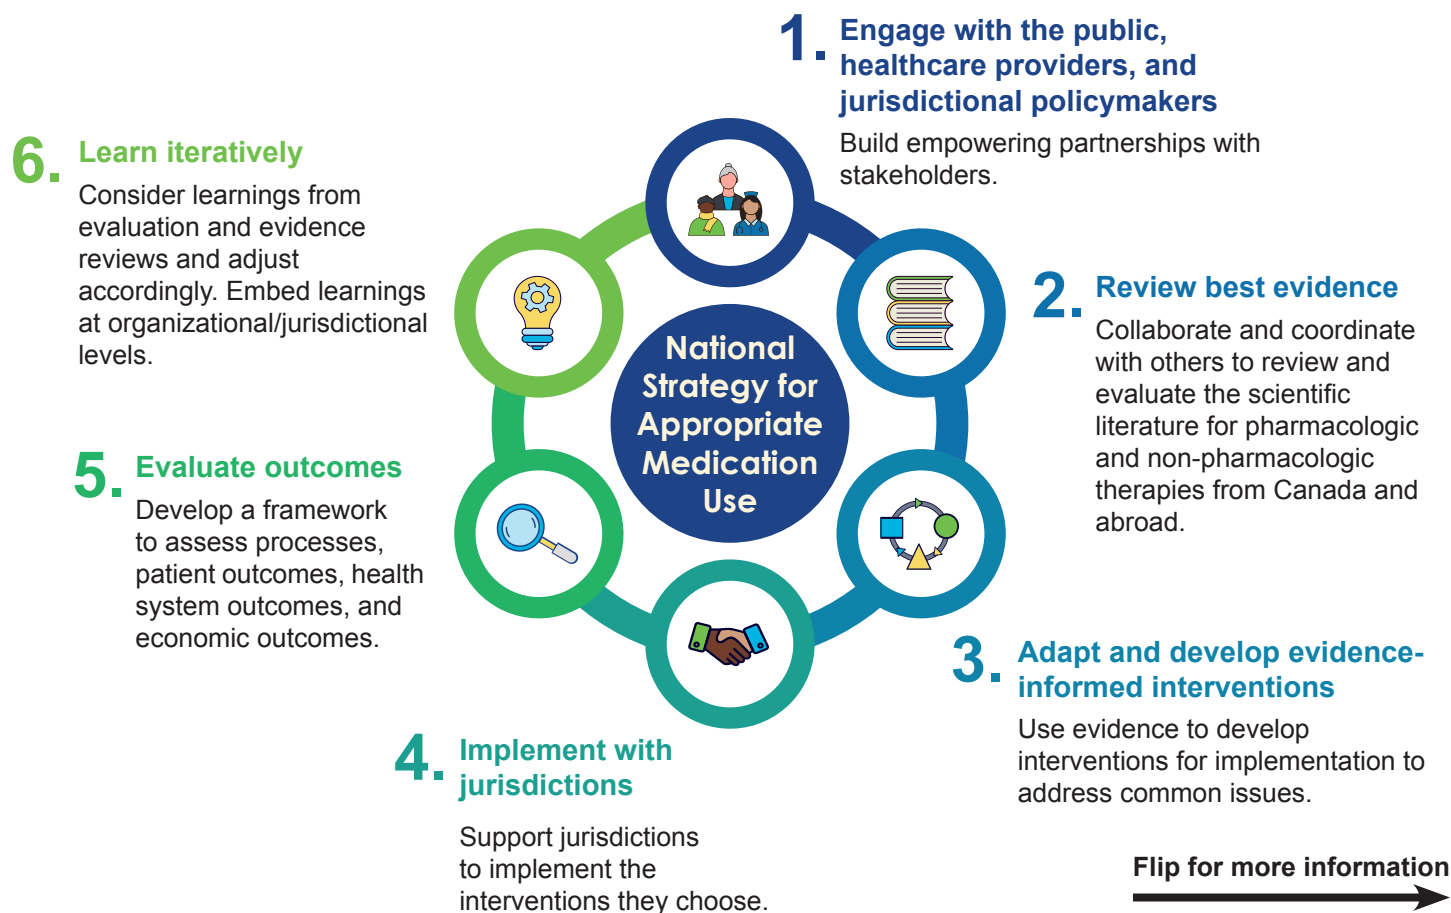 1. Engage with the public,
healthcare providers, and
jurisdictional policymakers
Build empowering partnerships with
stakeholders.
2. Review best evidence
Collaborate and coordinate
with others to review and
evaluate the scientific
literature for pharmacologic
and non-pharmacologic
therapies from Canada and
abroad.
3. Adapt and develop evidence-
informed interventions
Use evidence to develop
interventions for implementation to
address common issues.
4. Implement with
jurisdictions
Support jurisdictions
to implement the
interventions they choose.
5. Evaluate outcomes
Develop a framework
to assess processes,
patient outcomes, health
system outcomes, and
economic outcomes.
6. Learn iteratively
Consider learnings from
evaluation and evidence
reviews and adjust
accordingly. Embed learnings
at organizational/jurisdictional
levels.
National
Strategy for
Appropriate
Medication
Use
Flip for more information